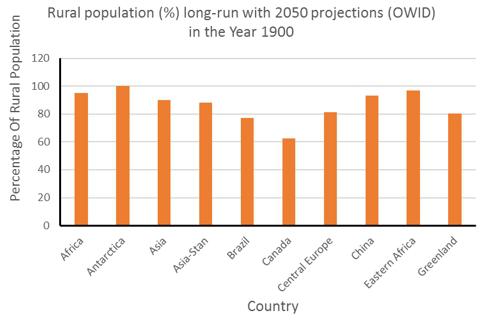 Rural population (%) long-run with 2050 projections (OWID)
in the Year 1900
Percentage Of Rural Population
120
100
80
60
40
20
0
Africa
Antarctica
Asia
Asia-Stan
Brazil
Canada
Central Europe
China
Eastern Africa
Greenland
Country